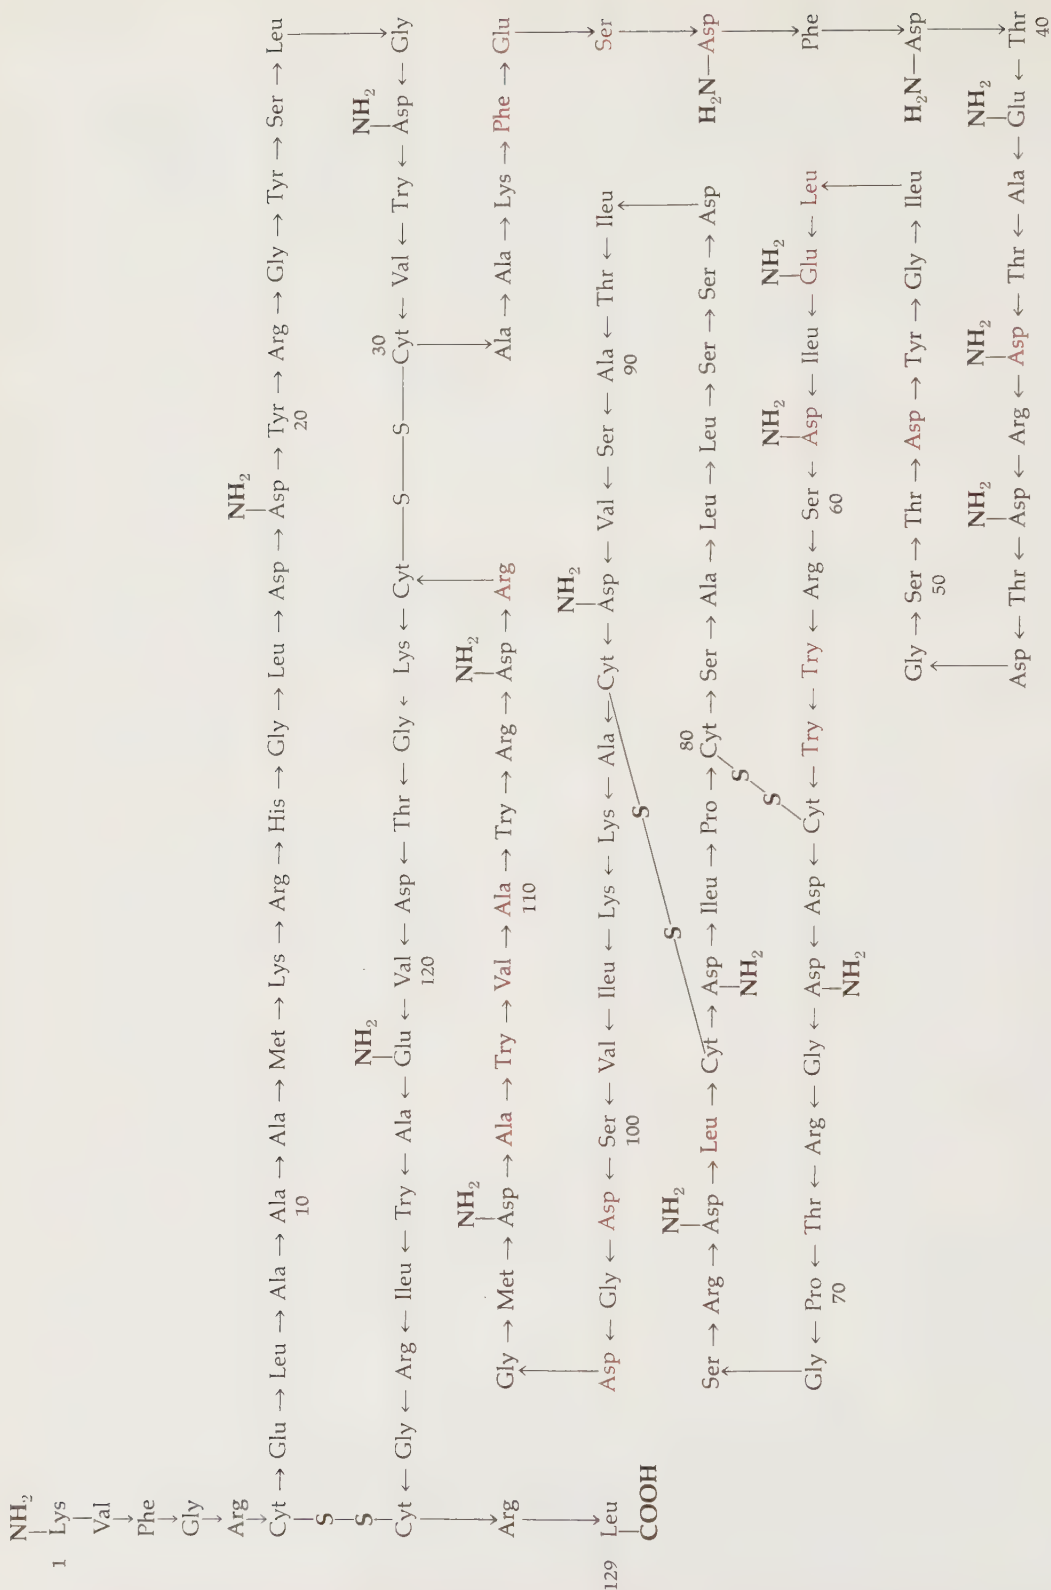 NH2
1 Lys
Val
Phe
Gly
Arg
NH2
Cyt → Glu → Leu → Ala → Ala → Ala → Met → Lys → Arg → His → Gly → Leu → Asp → Asp → Tyr → Arg → Gly → Tyr → Ser → Leu
10 20
S
S
NH2 30 NH2
Cyt ← Gly ← Arg ← Ileu ← Try ← Ala ← Glu ← Val ← Asp ← Thr ← Gly ← Lys ← Cyt — S — S — Cyt ← Val ← Try ← Asp ← Gly
120
NH2 NH2
Arg Gly → Met → Asp → Ala → Try → Val → Ala → Try → Arg → Asp → Arg Ala → Ala → Lys → Phe → Glu
110
NH2
129 Leu Asp ← Gly ← Asp ← Ser ← Val ← Ileu ← Lys ← Lys ← Ala ← Cyt ← Asp ← Val ← Ser ← Ala ← Thr ← Ileu Ser
100 90
COOH
S
S
NH2 80
Ser → Arg → Asp → Leu → Cyt → Asp → Ileu → Pro → Cyt → Ser → Ala → Leu → Leu → Ser → Ser → Asp H2N—Asp
NH2
S
S
NH2 NH2
Gly ← Pro ← Thr ← Arg ← Gly ← Asp ← Asp ← Cyt ← Try ← Try ← Arg ← Ser ← Asp ← Ileu ← Glu ← Leu Phe
70 60
NH2
Gly → Ser → Thr → Asp → Tyr → Gly → Ileu H2N—Asp
50
NH2 NH2 NH2
Asp ← Thr ← Asp ← Arg ← Asp ← Thr ← Ala ← Glu ← Thr
40